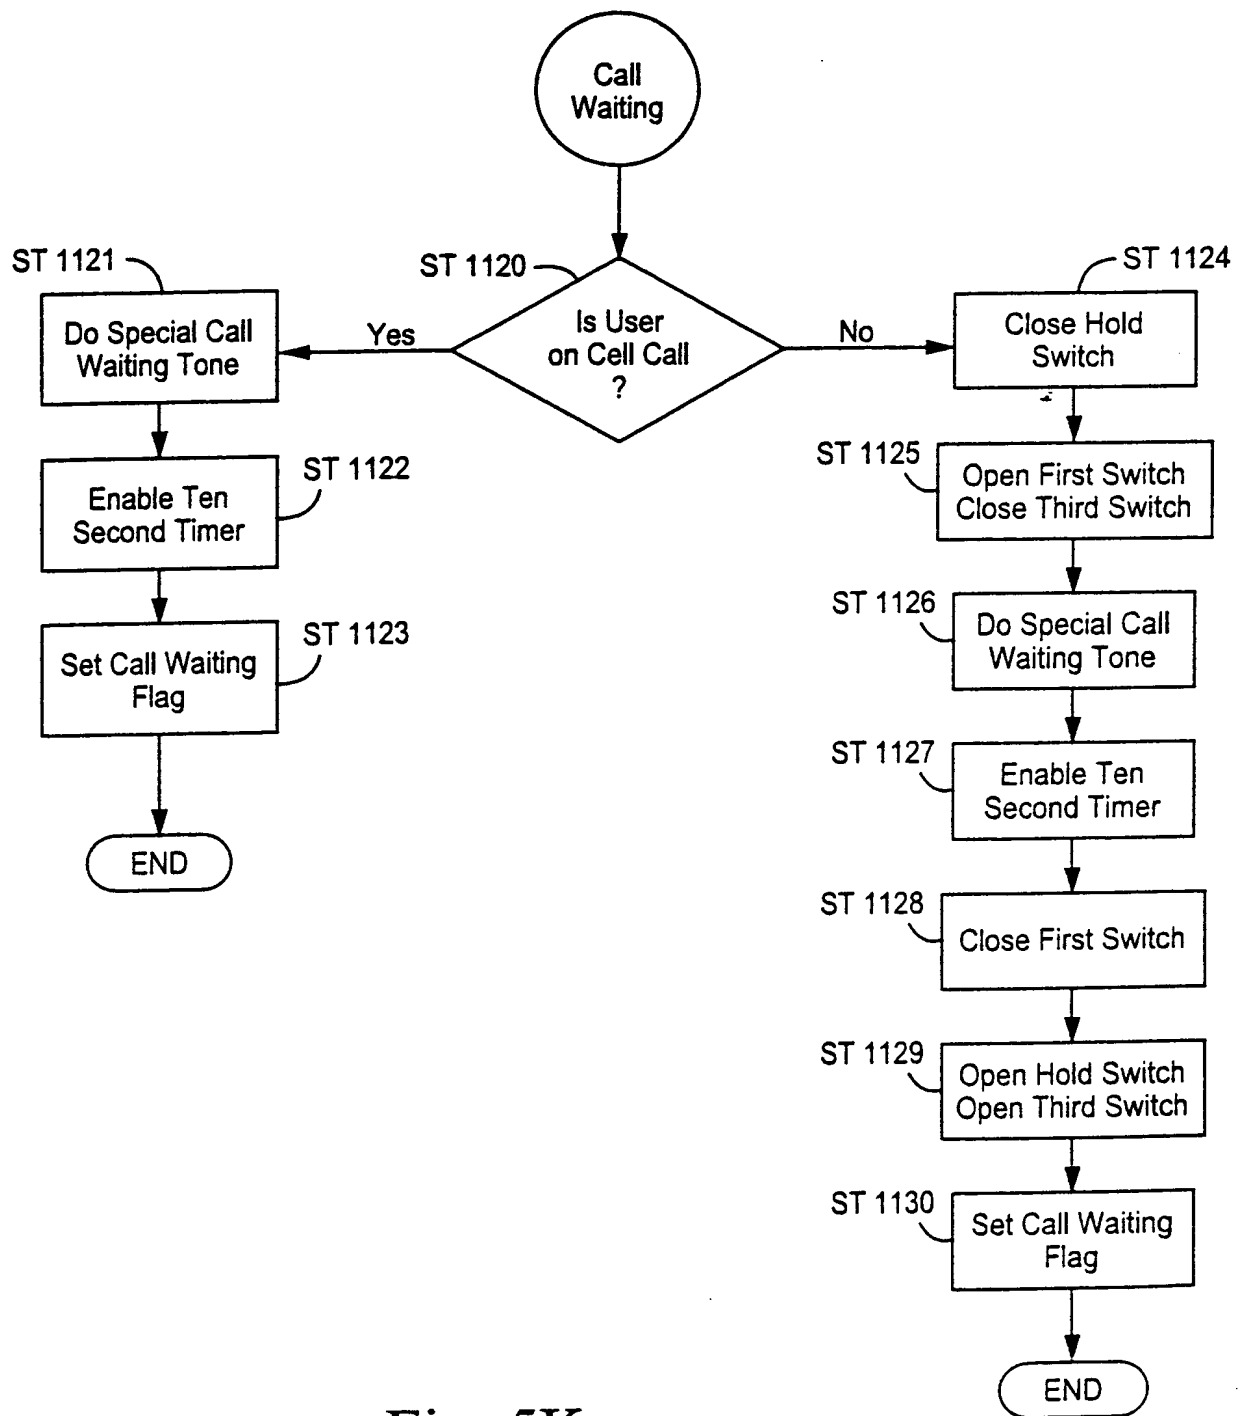 Call
Waiting
ST 1120
Is User
on Cell Call
?
Yes
No
ST 1121
Do Special Call
Waiting Tone
ST 1122
Enable Ten
Second Timer
ST 1123
Set Call Waiting
Flag
END
ST 1124
Close Hold
Switch
ST 1125
Open First Switch
Close Third Switch
ST 1126
Do Special Call
Waiting Tone
ST 1127
Enable Ten
Second Timer
ST 1128
Close First Switch
ST 1129
Open Hold Switch
Open Third Switch
ST 1130
Set Call Waiting
Flag
END